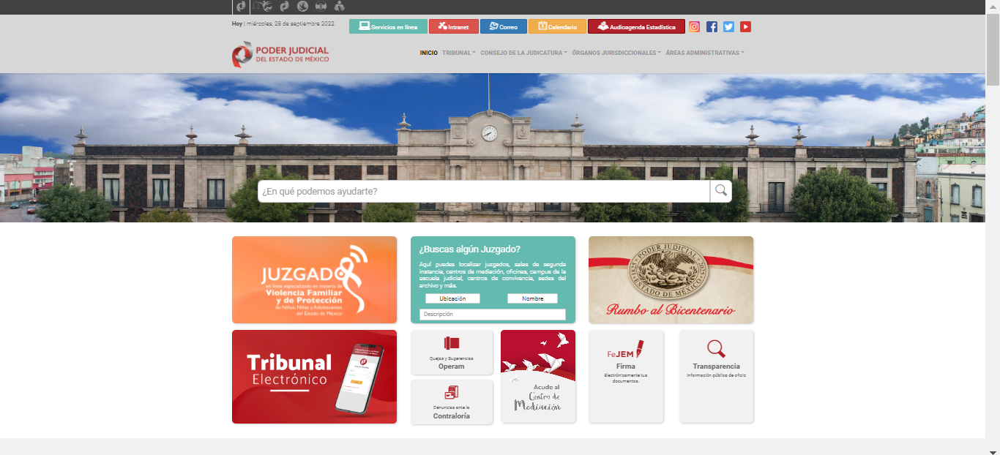 Hoy | miércoles, 28 de septiembre 2022
Servicios en línea
Intranet
Correo
Calendario
Audioagenda Estadística
PODER JUDICIAL
DEL ESTADO DE MÉXICO
INICIO TRIBUNAL CONSEJO DE LA JUDICATURA ÓRGANOS JURISDICCIONALES ÁREAS ADMINISTRATIVAS
¿En qué podemos ayudarte?
JUZGADO
en línea especializado en materia de
Violencia Familiar
y de Protección
de Niños, Niñas y Adolescentes
del Estado de México
¿Buscas algún Juzgado?
Aquí puedes localizar juzgados, salas de segunda
instancia, centros de mediación, oficinas, campus de la
escuela judicial, centros de convivencia, sedes del
archivo y más.
Ubicación
Nombre
Descripción
PODER JUDICIAL
1825
2025
ESTADO DE MÉXICO
Rumbo al Bicentenario
Tribunal
Electrónico
Quejas y Sugerencias
Operam
Denuncias ante la
Contraloría
Acude al
Centro de
Mediación
FeJEM
Firma
Electrónicamente tus
documentos.
Transparencia
Información pública de oficio